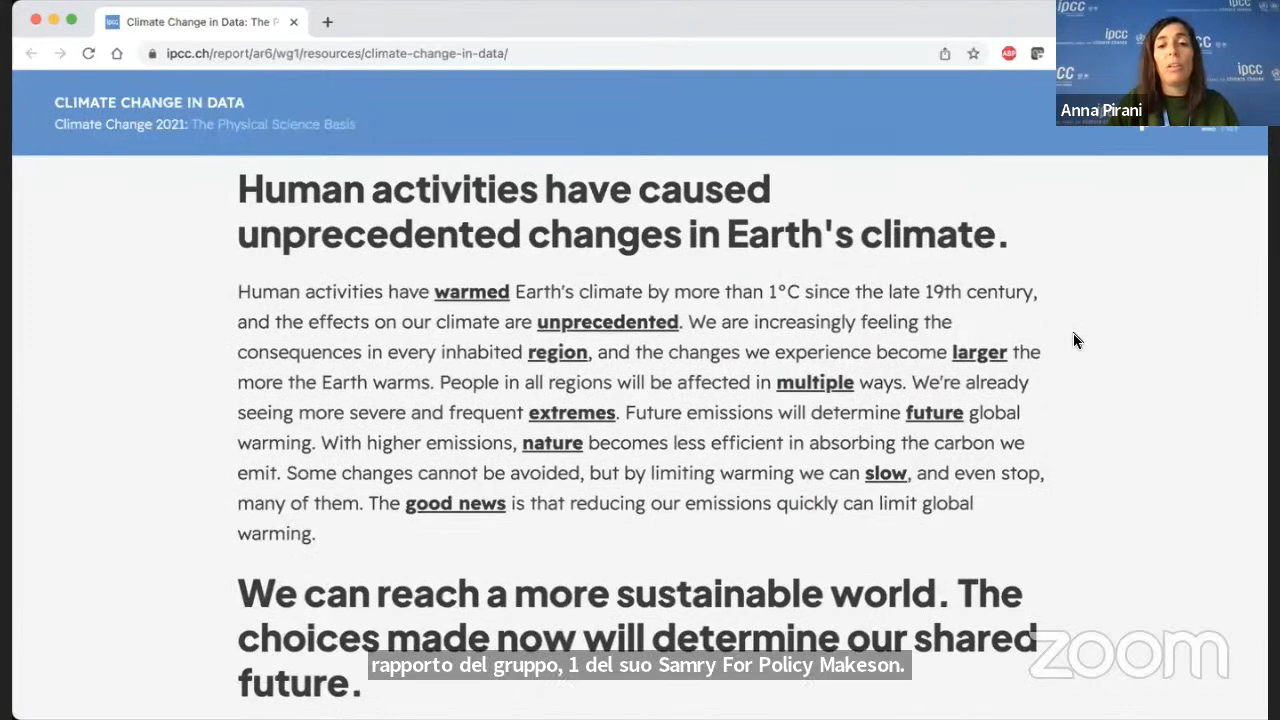 Climate Change in Data: The P
ipcc.ch/report/ar6/wg1/resources/climate-change-in-data/
ABP
ipcc
ipcc
ipcc
Anna Pirani
CLIMATE CHANGE IN DATA
Climate Change 2021: The Physical Science Basis
Human activities have caused
unprecedented changes in Earth's climate.
Human activities have warmed Earth's climate by more than 1°C since the late 19th century,
and the effects on our climate are unprecedented. We are increasingly feeling the
consequences in every inhabited region, and the changes we experience become larger the
more the Earth warms. People in all regions will be affected in multiple ways. We're already
seeing more severe and frequent extremes. Future emissions will determine future global
warming. With higher emissions, nature becomes less efficient in absorbing the carbon we
emit. Some changes cannot be avoided, but by limiting warming we can slow, and even stop,
many of them. The good news is that reducing our emissions quickly can limit global
warming.
We can reach a more sustainable world. The
choices made now will determine our shared
future.
rapporto del gruppo, 1 del suo Samry For Policy Makeson.
zoom